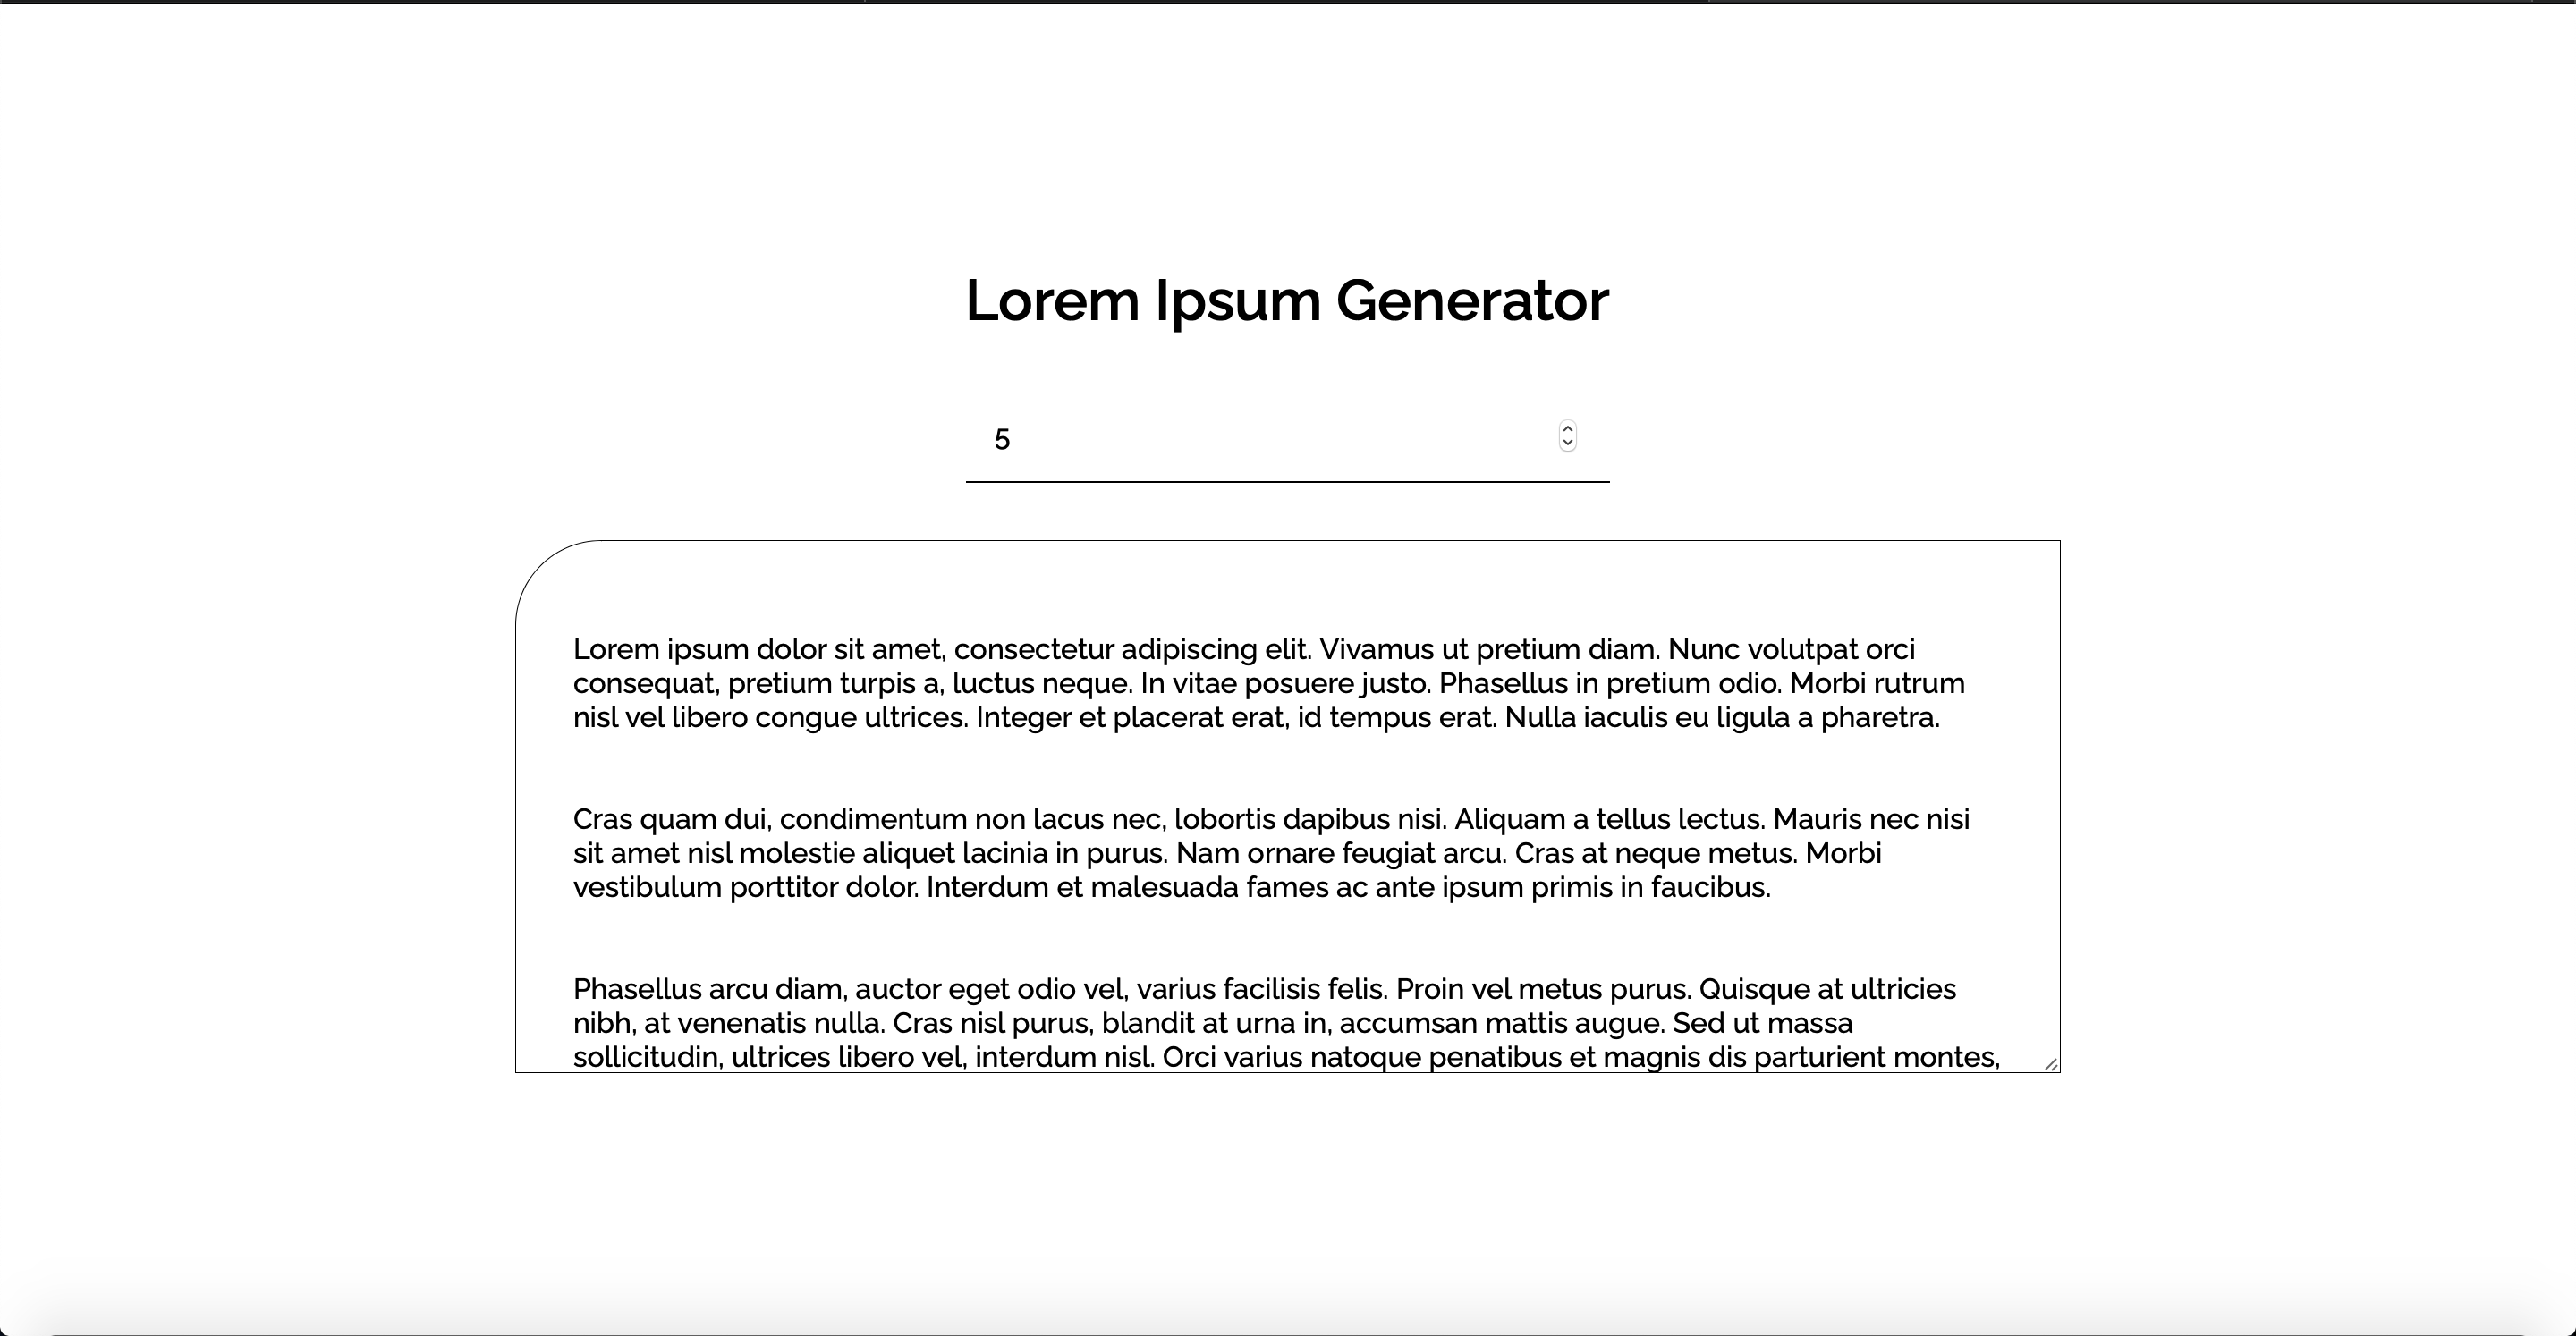 Lorem Ipsum Generator
5
Lorem ipsum dolor sit amet, consectetur adipiscing elit. Vivamus ut pretium diam. Nunc volutpat orci
consequat, pretium turpis a, luctus neque. In vitae posuere justo. Phasellus in pretium odio. Morbi rutrum
nisl vel libero congue ultrices. Integer et placerat erat, id tempus erat. Nulla iaculis eu ligula a pharetra.
Cras quam dui, condimentum non lacus nec, lobortis dapibus nisi. Aliquam a tellus lectus. Mauris nec nisi
sit amet nisl molestie aliquet lacinia in purus. Nam ornare feugiat arcu. Cras at neque metus. Morbi
vestibulum porttitor dolor. Interdum et malesuada fames ac ante ipsum primis in faucibus.
Phasellus arcu diam, auctor eget odio vel, varius facilisis felis. Proin vel metus purus. Quisque at ultricies
nibh, at venenatis nulla. Cras nisl purus, blandit at urna in, accumsan mattis augue. Sed ut massa
sollicitudin, ultrices libero vel, interdum nisl. Orci varius natoque penatibus et magnis dis parturient montes,